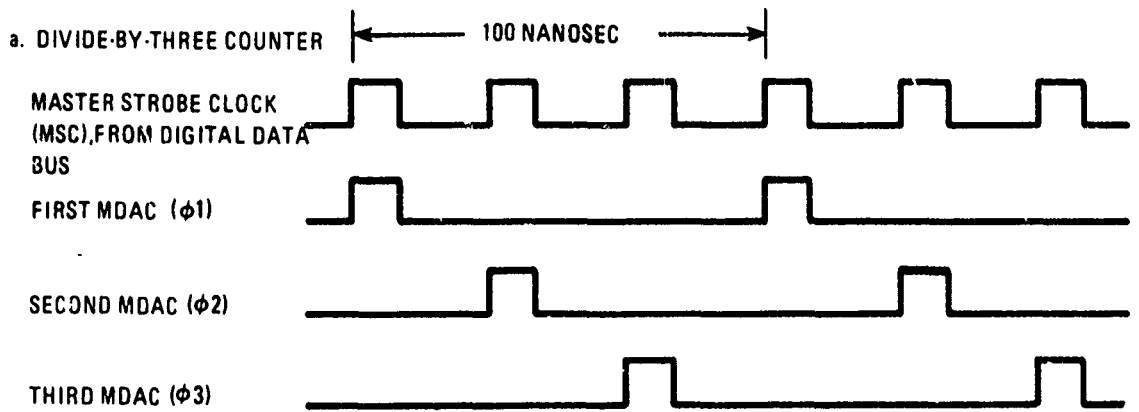 a. DIVIDE-BY-THREE COUNTER
100 NANOSEC
MASTER STROBE CLOCK
(MSC),FROM DIGITAL DATA
BUS
FIRST MDAC (ϕ1)
SECOND MDAC (ϕ2)
THIRD MDAC (ϕ3)